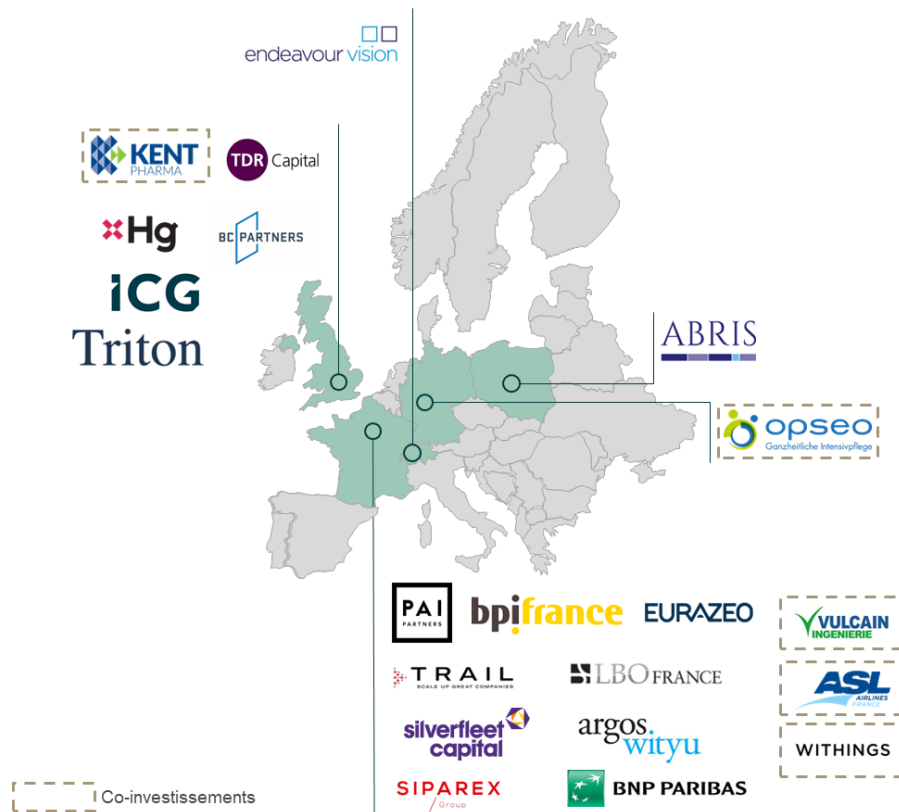 endeavour vision
KENT
PHARMA
TDR Capital
Hg
BC PARTNERS
ICG
Triton
ABRIS
opseo
Ganzheitliche Intensivpflege
PAI
PARTNERS
bpifrance
EURAZEO
VULCAIN
INGENIERIE
TRAIL
SCALE UP GREAT COMPANIES
LBO FRANCE
ASL
AIRLINES
FRANCE
silverfleet
capital
argos
wityu
WITHINGS
SIPAREX
Group
BNP PARIBAS
Co-investissements